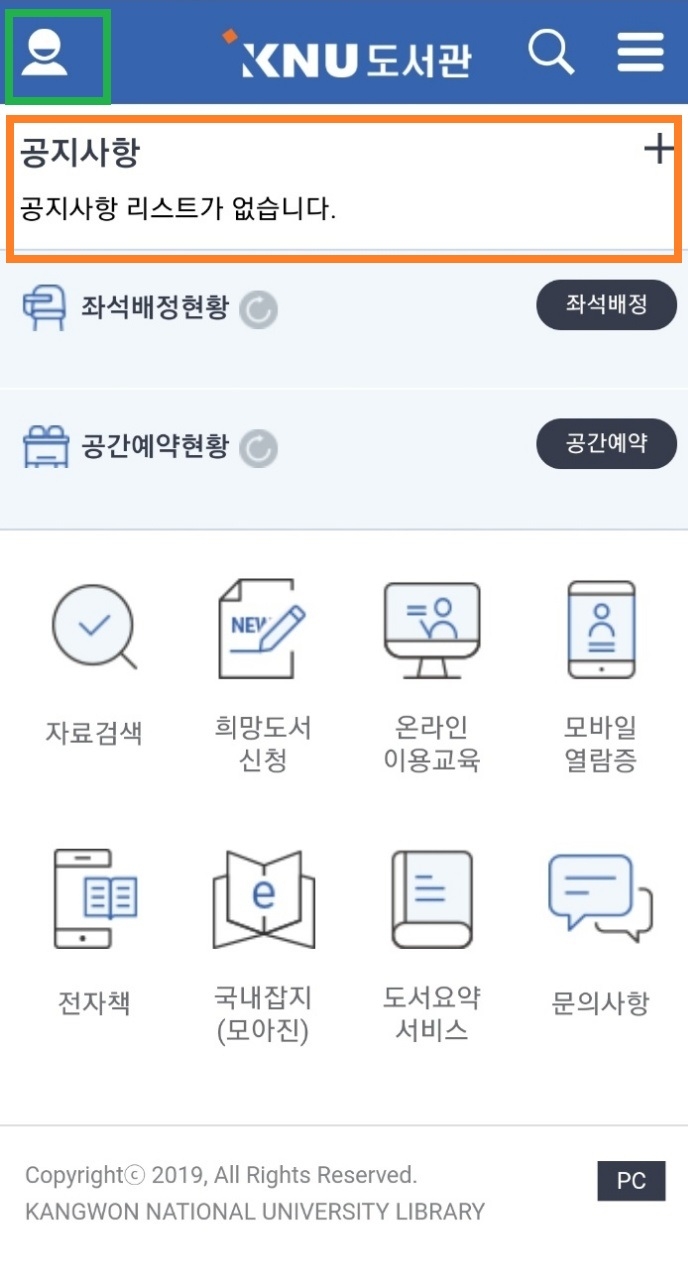 KNU도서관
공지사항
공지사항 리스트가 없습니다.
좌석배정현황
좌석배정
공간예약현황
공간예약
NEW
자료검색
희망도서
신청
온라인
이용교육
모바일
열람증
e
전자책
국내잡지
(모아진)
도서요약
서비스
문의사항
Copyrightⓒ 2019, All Rights Reserved.
PC
KANGWON NATIONAL UNIVERSITY LIBRARY